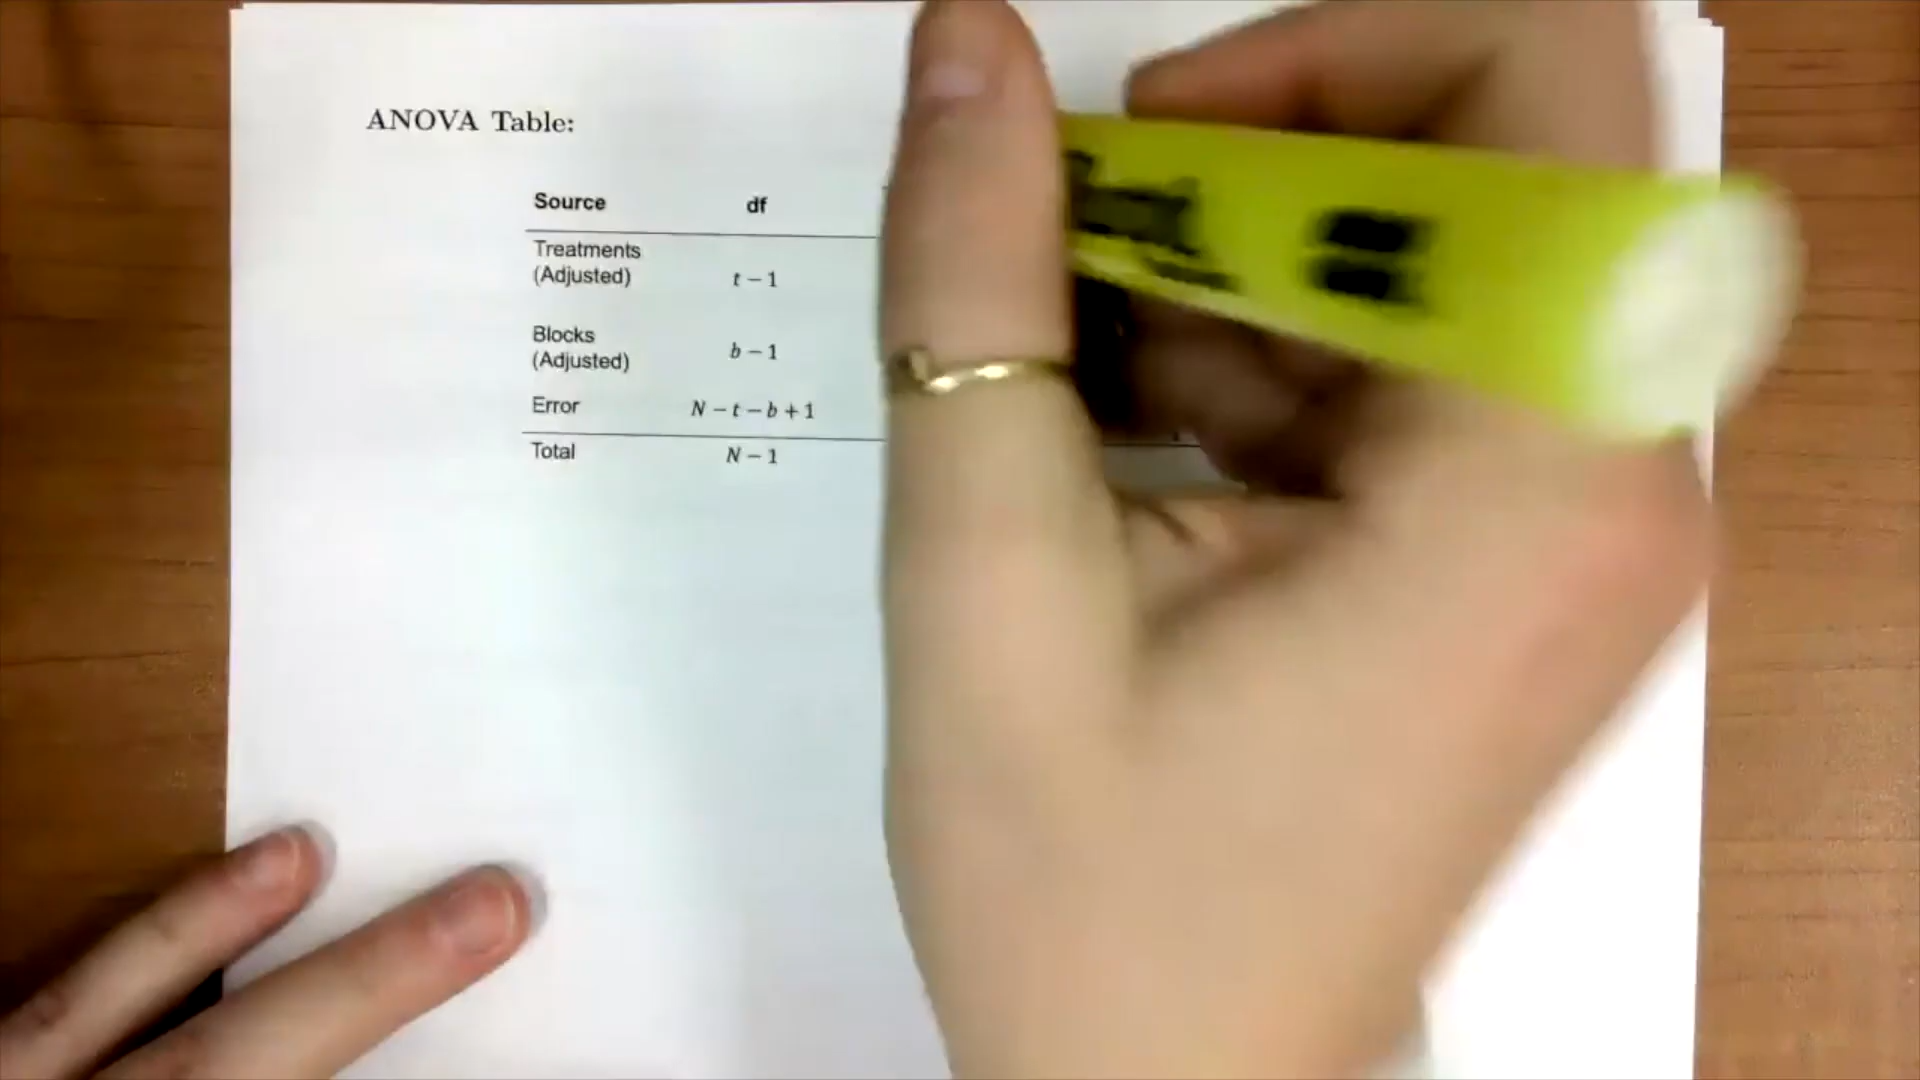 ANOVA Table:
Source df
Treatments
(Adjusted) t – 1
Blocks
(Adjusted) b – 1
Error N – t – b + 1
Total N – 1